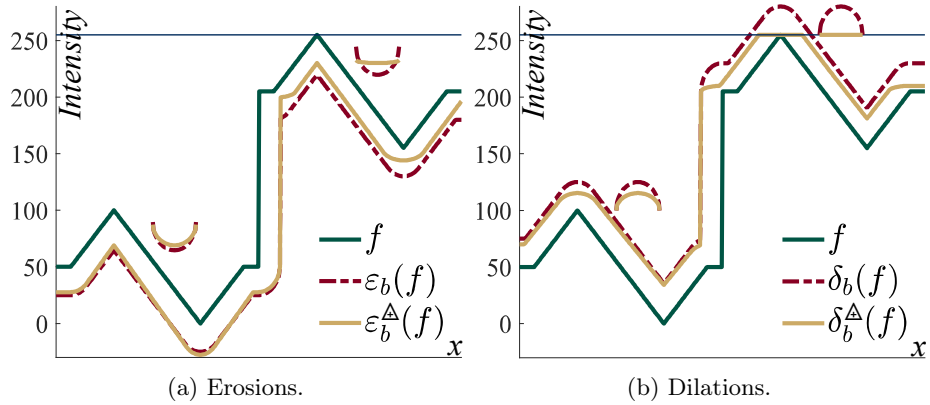 Intensity
250
200
150
100
50
0
f
ε_b(f)
ε_b^⨹(f)
x
(a) Erosions.
Intensity
250
200
150
100
50
0
f
δ_b(f)
δ_b^⨹(f)
x
(b) Dilations.